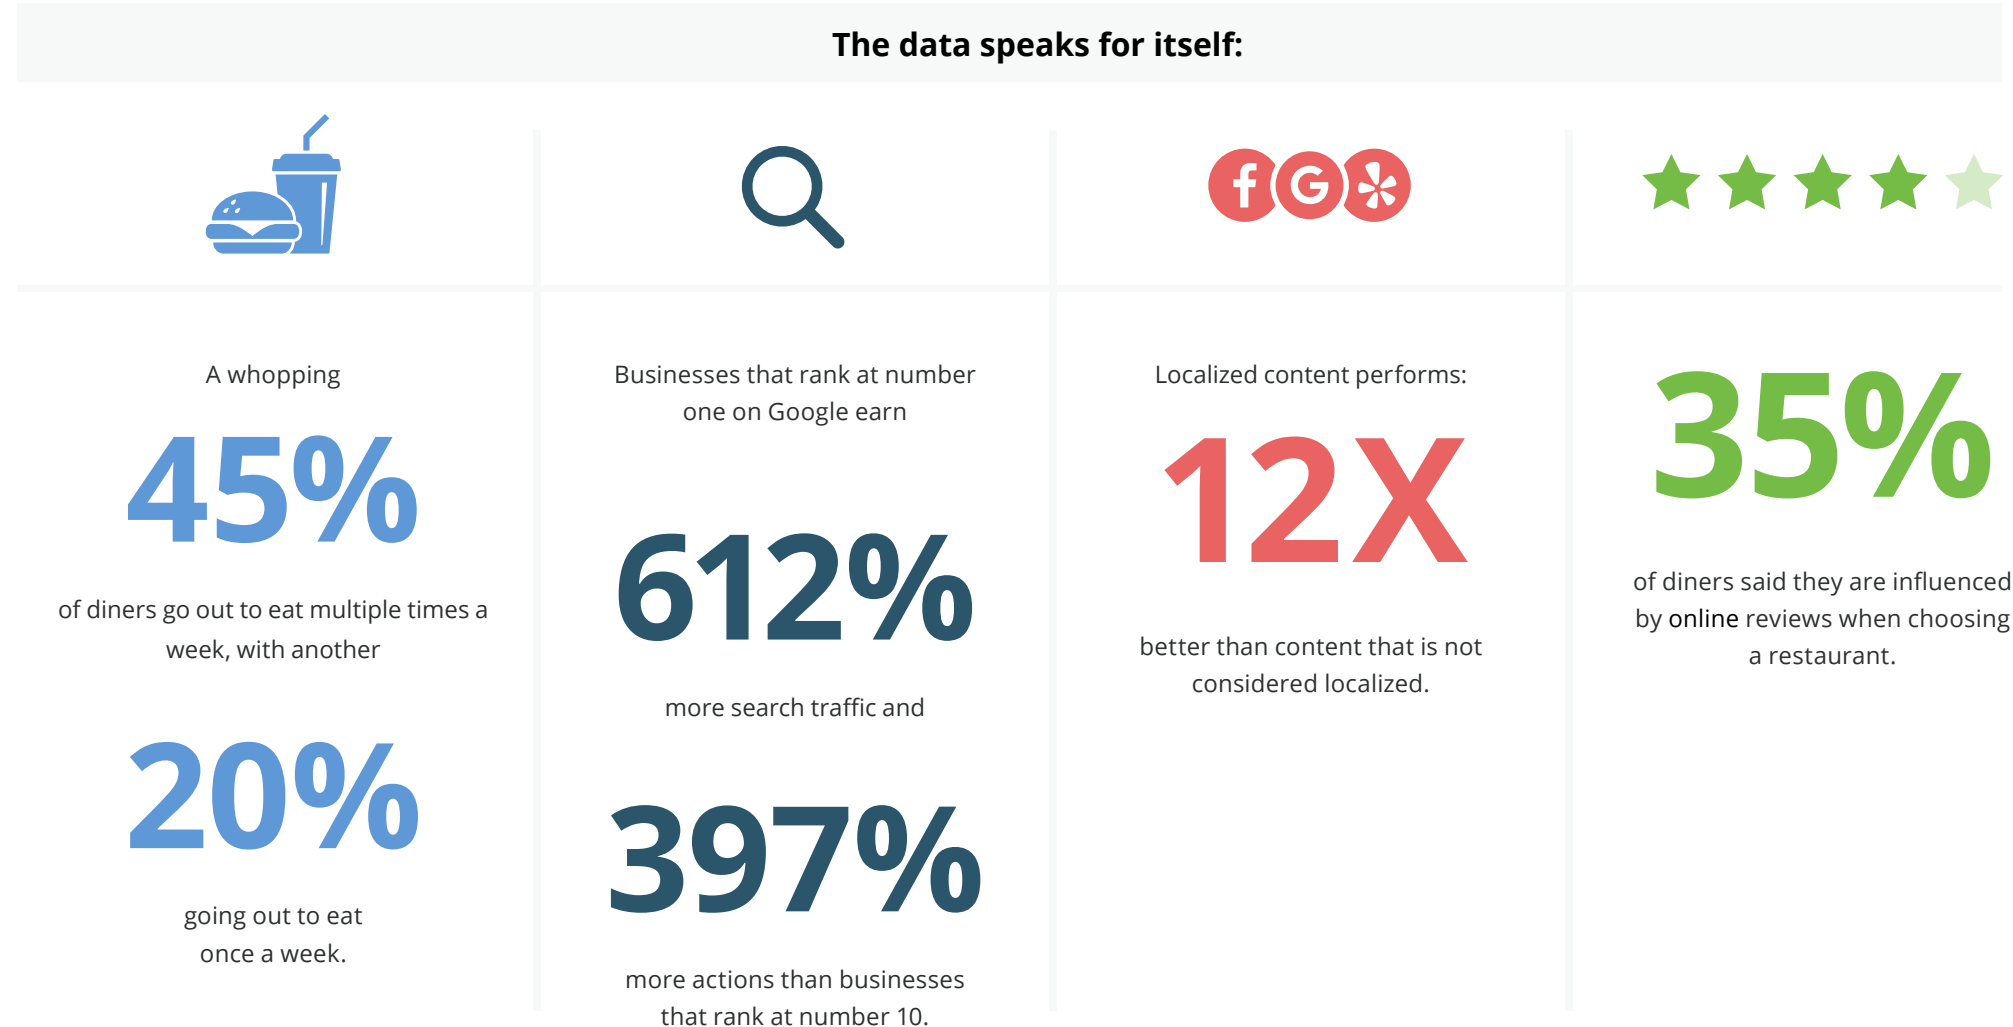 The data speaks for itself:
A whopping
45%
of diners go out to eat multiple times a
week, with another
20%
going out to eat
once a week.
Businesses that rank at number
one on Google earn
612%
more search traffic and
397%
more actions than businesses
that rank at number 10.
Localized content performs:
12X
better than content that is not
considered localized.
35%
of diners said they are influenced
by online reviews when choosing
a restaurant.